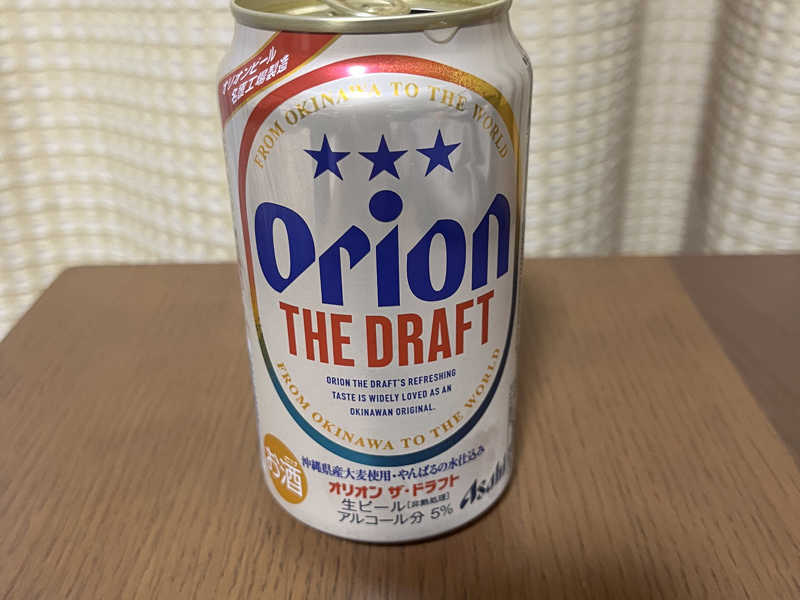 オリオンビール
名護工場製造
FROM OKINAWA TO THE WORLD
Orion
THE DRAFT
ORION THE DRAFT'S REFRESHING
TASTE IS WIDELY LOVED AS AN
OKINAWAN ORIGINAL.
FROM OKINAWA TO THE WORLD
お酒
沖縄県産大麦使用・やんばるの水仕込み
オリオン ザ・ドラフト
生ビール[非熱処理]
アルコール分 5%
Asahi